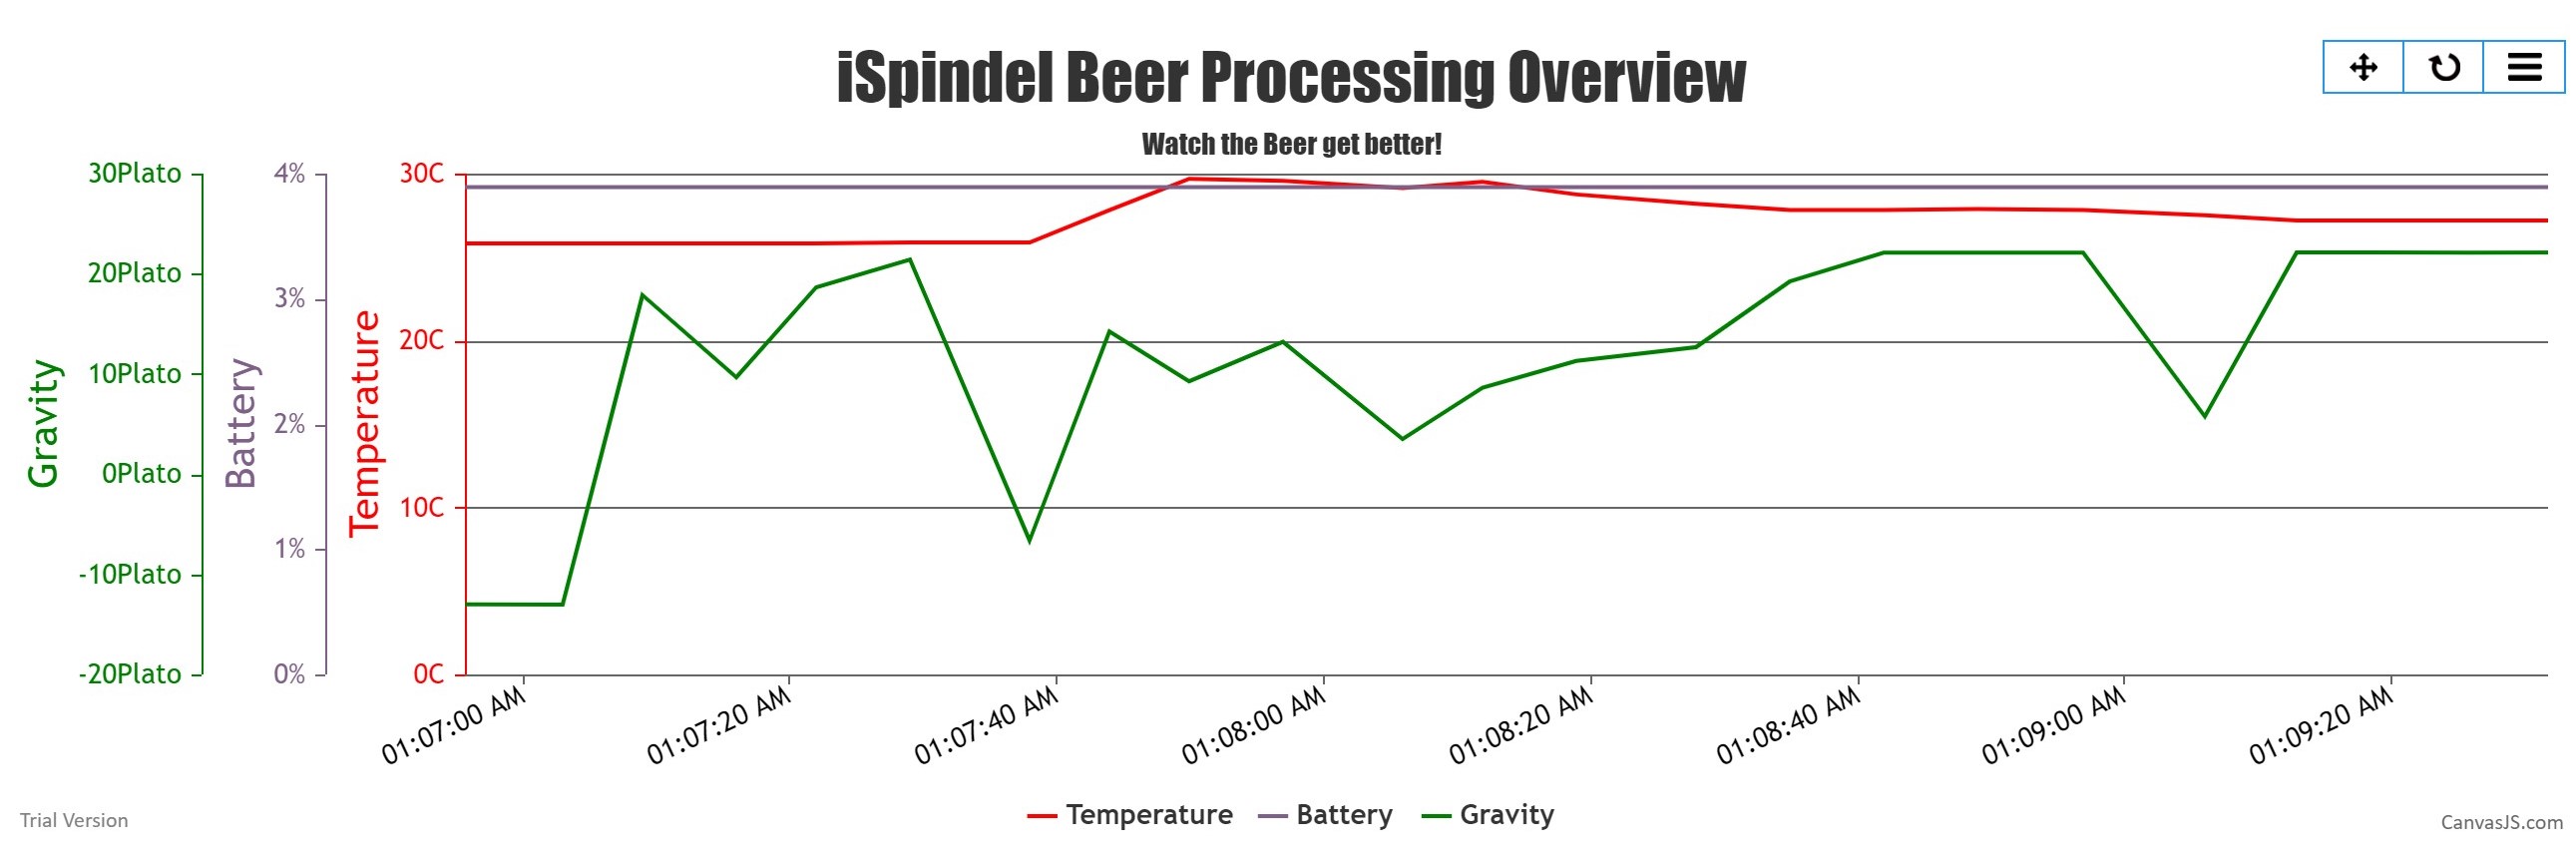 iSpindel Beer Processing Overview
Watch the Beer get better!
30Plato
20Plato
10Plato
0Plato
-10Plato
-20Plato
Gravity
4%
3%
2%
1%
0%
Battery
30C
20C
10C
0C
Temperature
01:07:00 AM
01:07:20 AM
01:07:40 AM
01:08:00 AM
01:08:20 AM
01:08:40 AM
01:09:00 AM
01:09:20 AM
Temperature Battery Gravity
Trial Version
CanvasJS.com